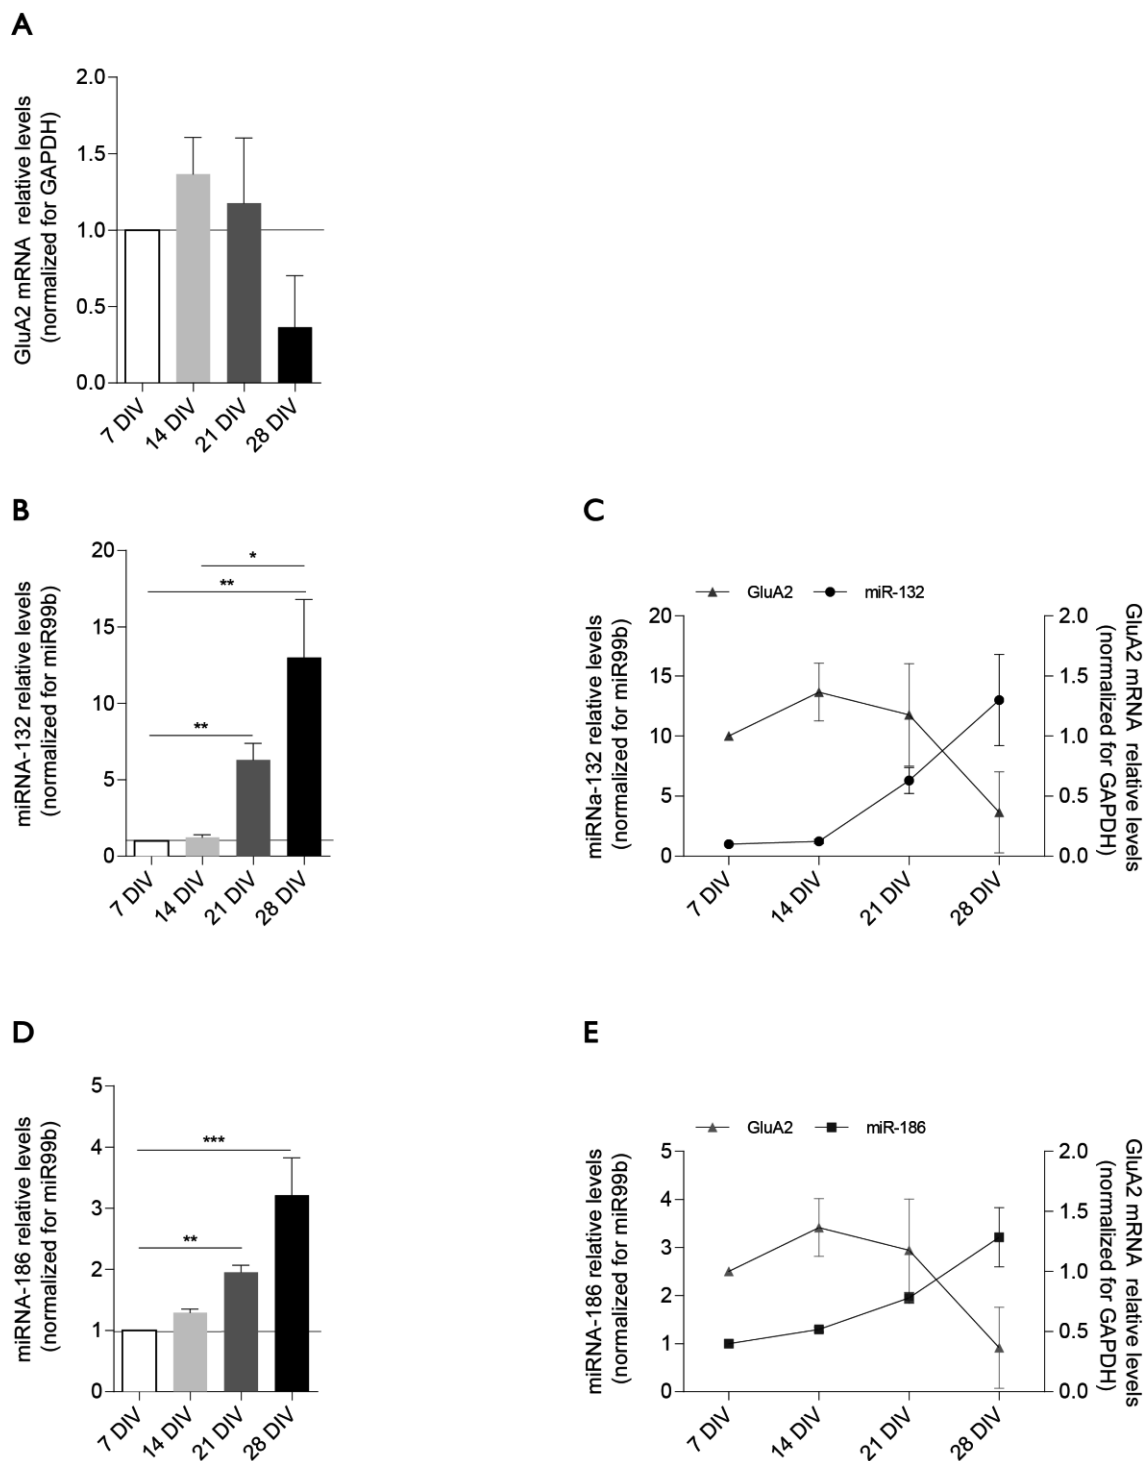 A
GluA2 mRNA relative levels
(normalized for GAPDH)
2.0
1.5
1.0
0.5
0.0
7 DIV
14 DIV
21 DIV
28 DIV
B
miRNA-132 relative levels
(normalized for miR99b)
20
15
10
5
0
*
**
**
7 DIV
14 DIV
21 DIV
28 DIV
C
GluA2
miR-132
miRNa-132 relative levels
(normalized for miR99b)
20
15
10
5
0
2.0
1.5
1.0
0.5
0.0
GluA2 mRNA relative levels
(normalized for GAPDH)
7 DIV
14 DIV
21 DIV
28 DIV
D
miRNA-186 relative levels
(normalized for miR99b)
5
4
3
2
1
0
***
**
7 DIV
14 DIV
21 DIV
28 DIV
E
GluA2
miR-186
miRNA-186 relative levels
(normalized for miR99b)
5
4
3
2
1
0
2.0
1.5
1.0
0.5
0.0
GluA2 mRNA relative levels
(normalized for GAPDH)
7 DIV
14 DIV
21 DIV
28 DIV